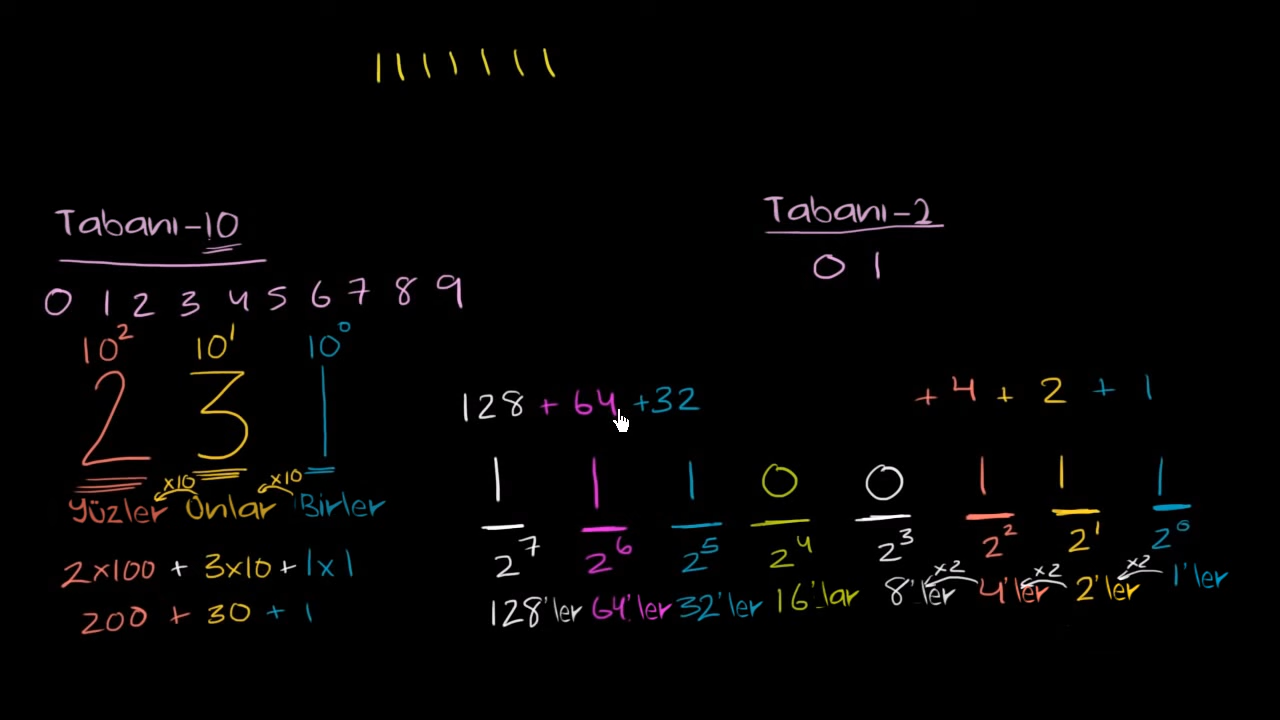 |||||||
Tabanı-10
0 1 2 3 4 5 6 7 8 9
10² 10¹ 10⁰
2 3 1
x10 x10
Yüzler Onlar Birler
2x100 + 3x10 + 1x1
200 + 30 + 1
Tabanı-2
0 1
128 + 64 +32 + 4 + 2 + 1
1 1 1 0 0 1 1 1
2⁷ 2⁶ 2⁵ 2⁴ 2³ 2² 2¹ 2⁰
x2 x2 x2
128'ler 64'ler 32'ler 16'lar 8'ler 4'ler 2'ler 1'ler